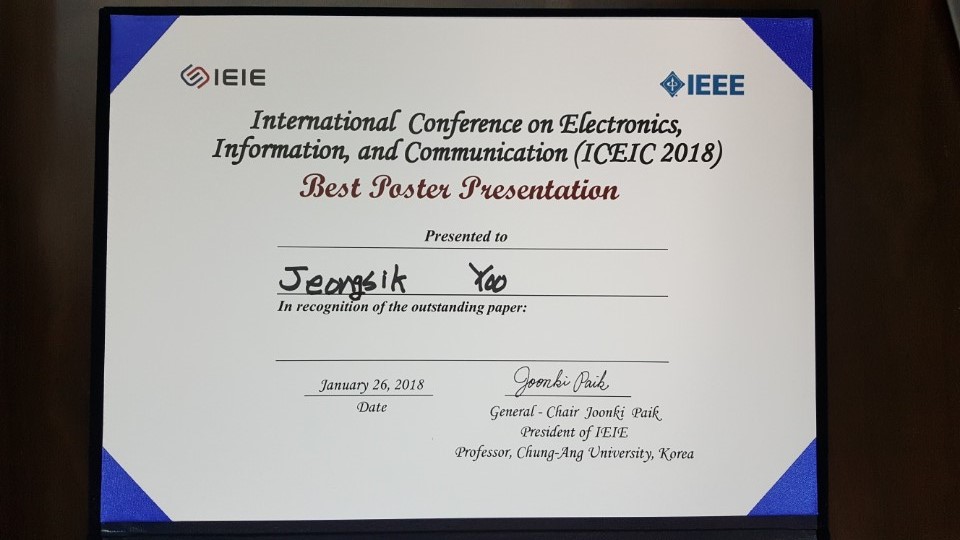 IEIE
IEEE
International Conference on Electronics,
Information, and Communication (ICEIC 2018)
Best Poster Presentation
Presented to
Jeongsik Yoo
In recognition of the outstanding paper:
January 26, 2018
Date
Joonki Paik
General - Chair Joonki Paik
President of IEIE
Professor, Chung-Ang University, Korea